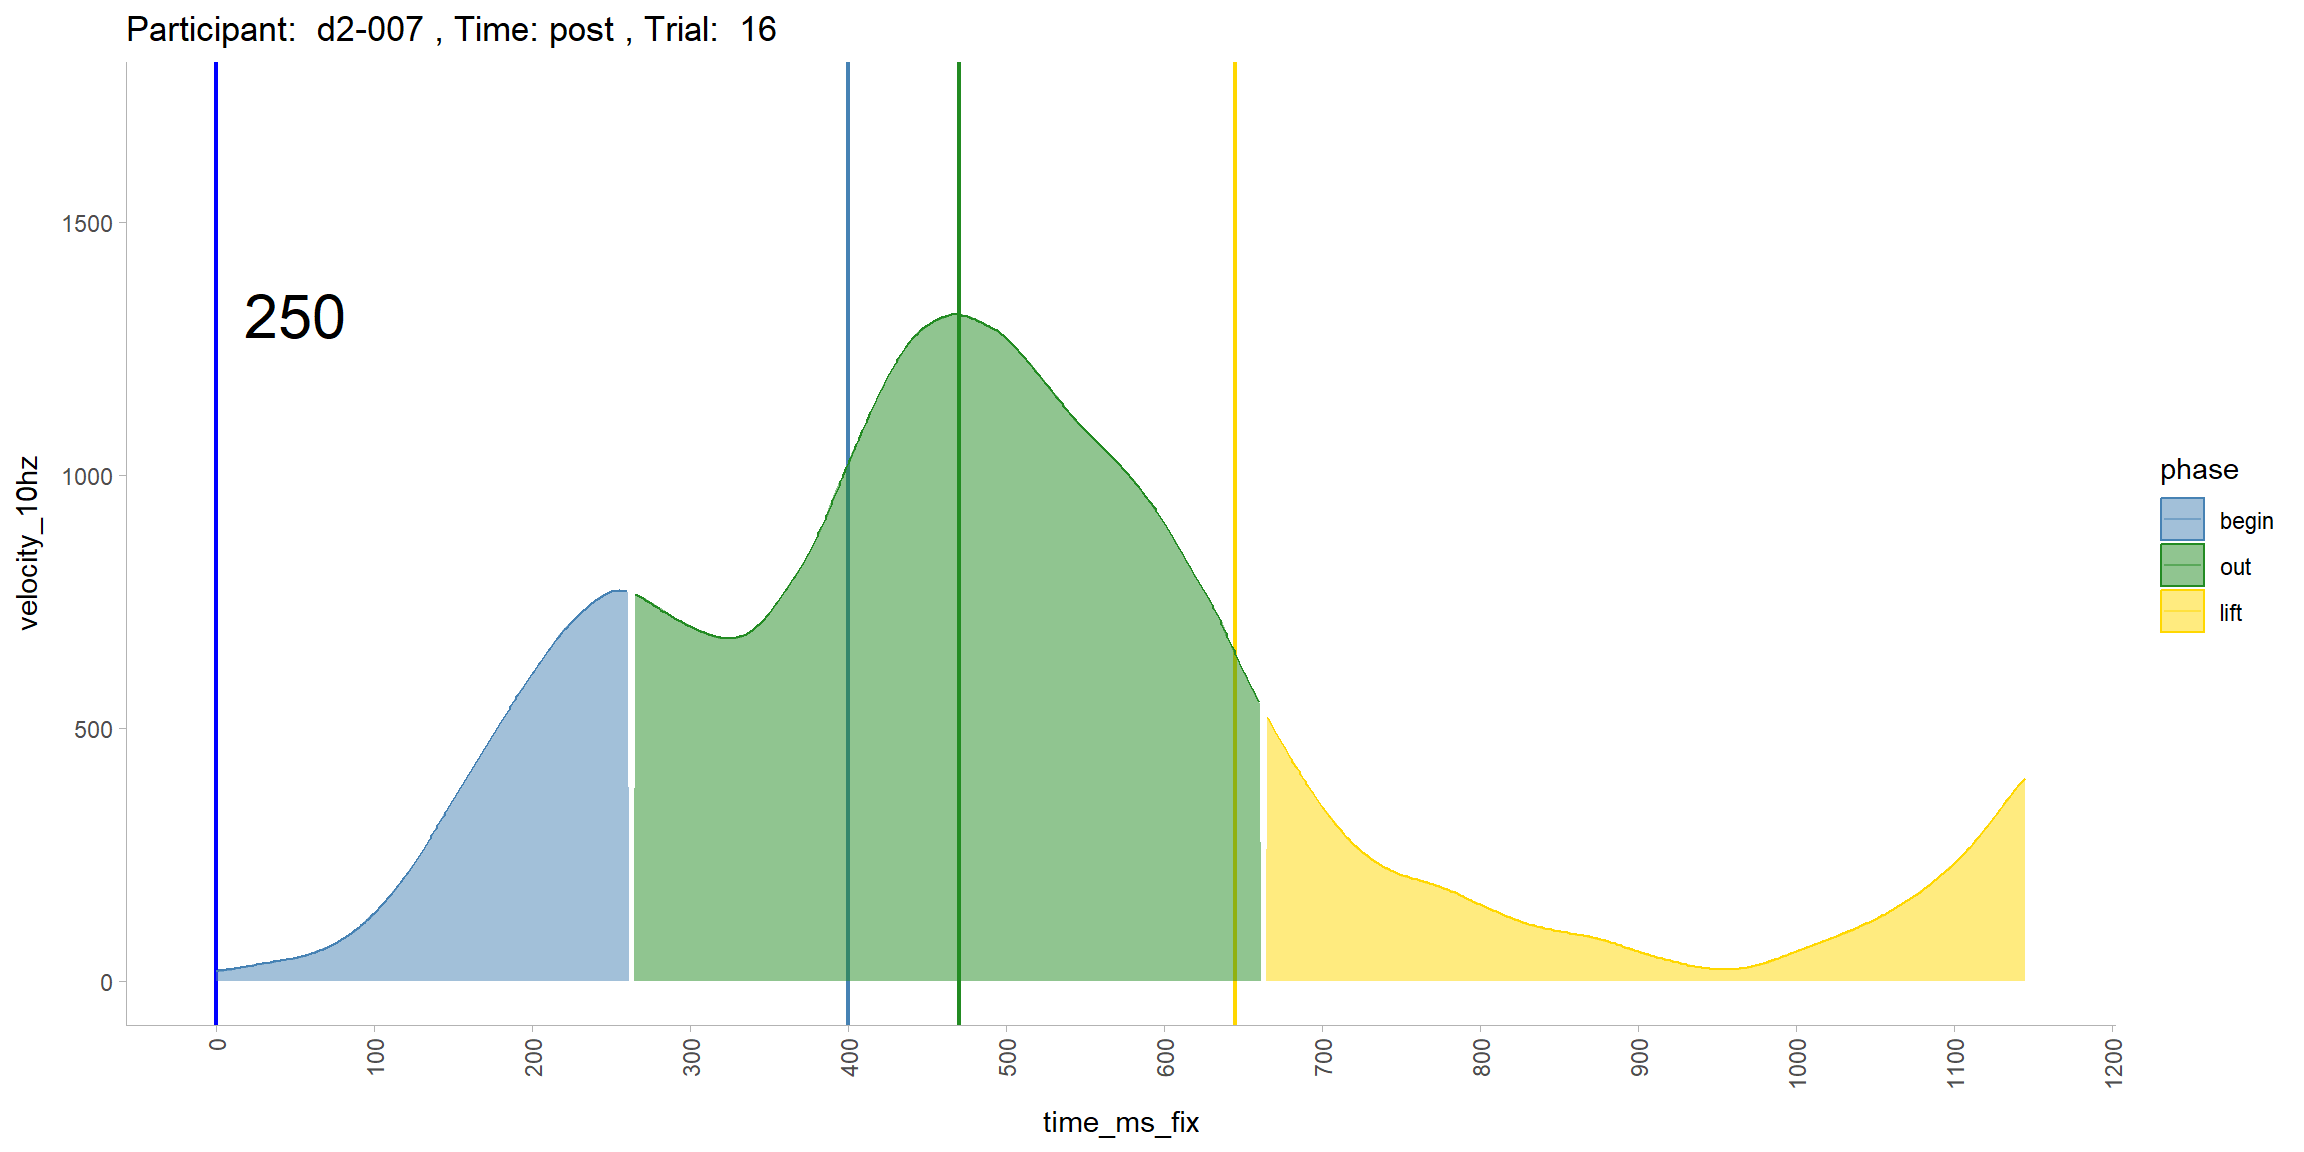 Participant:  d2-007 , Time: post , Trial:  16
1500
1000
500
0
velocity_10hz
250
0
100
200
300
400
500
600
700
800
900
1000
1100
1200
time_ms_fix
phase
begin
out
lift